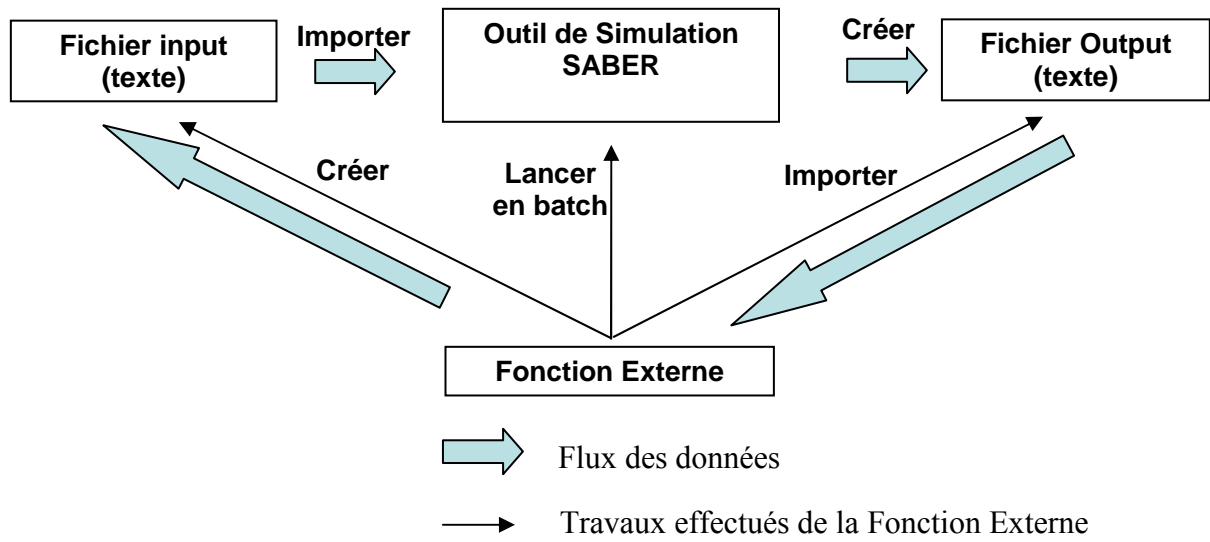 Fichier input
(texte)
Importer
Outil de Simulation
SABER
Créer
Fichier Output
(texte)
Créer
Lancer
en batch
Importer
Fonction Externe
Flux des données
Travaux effectués de la Fonction Externe